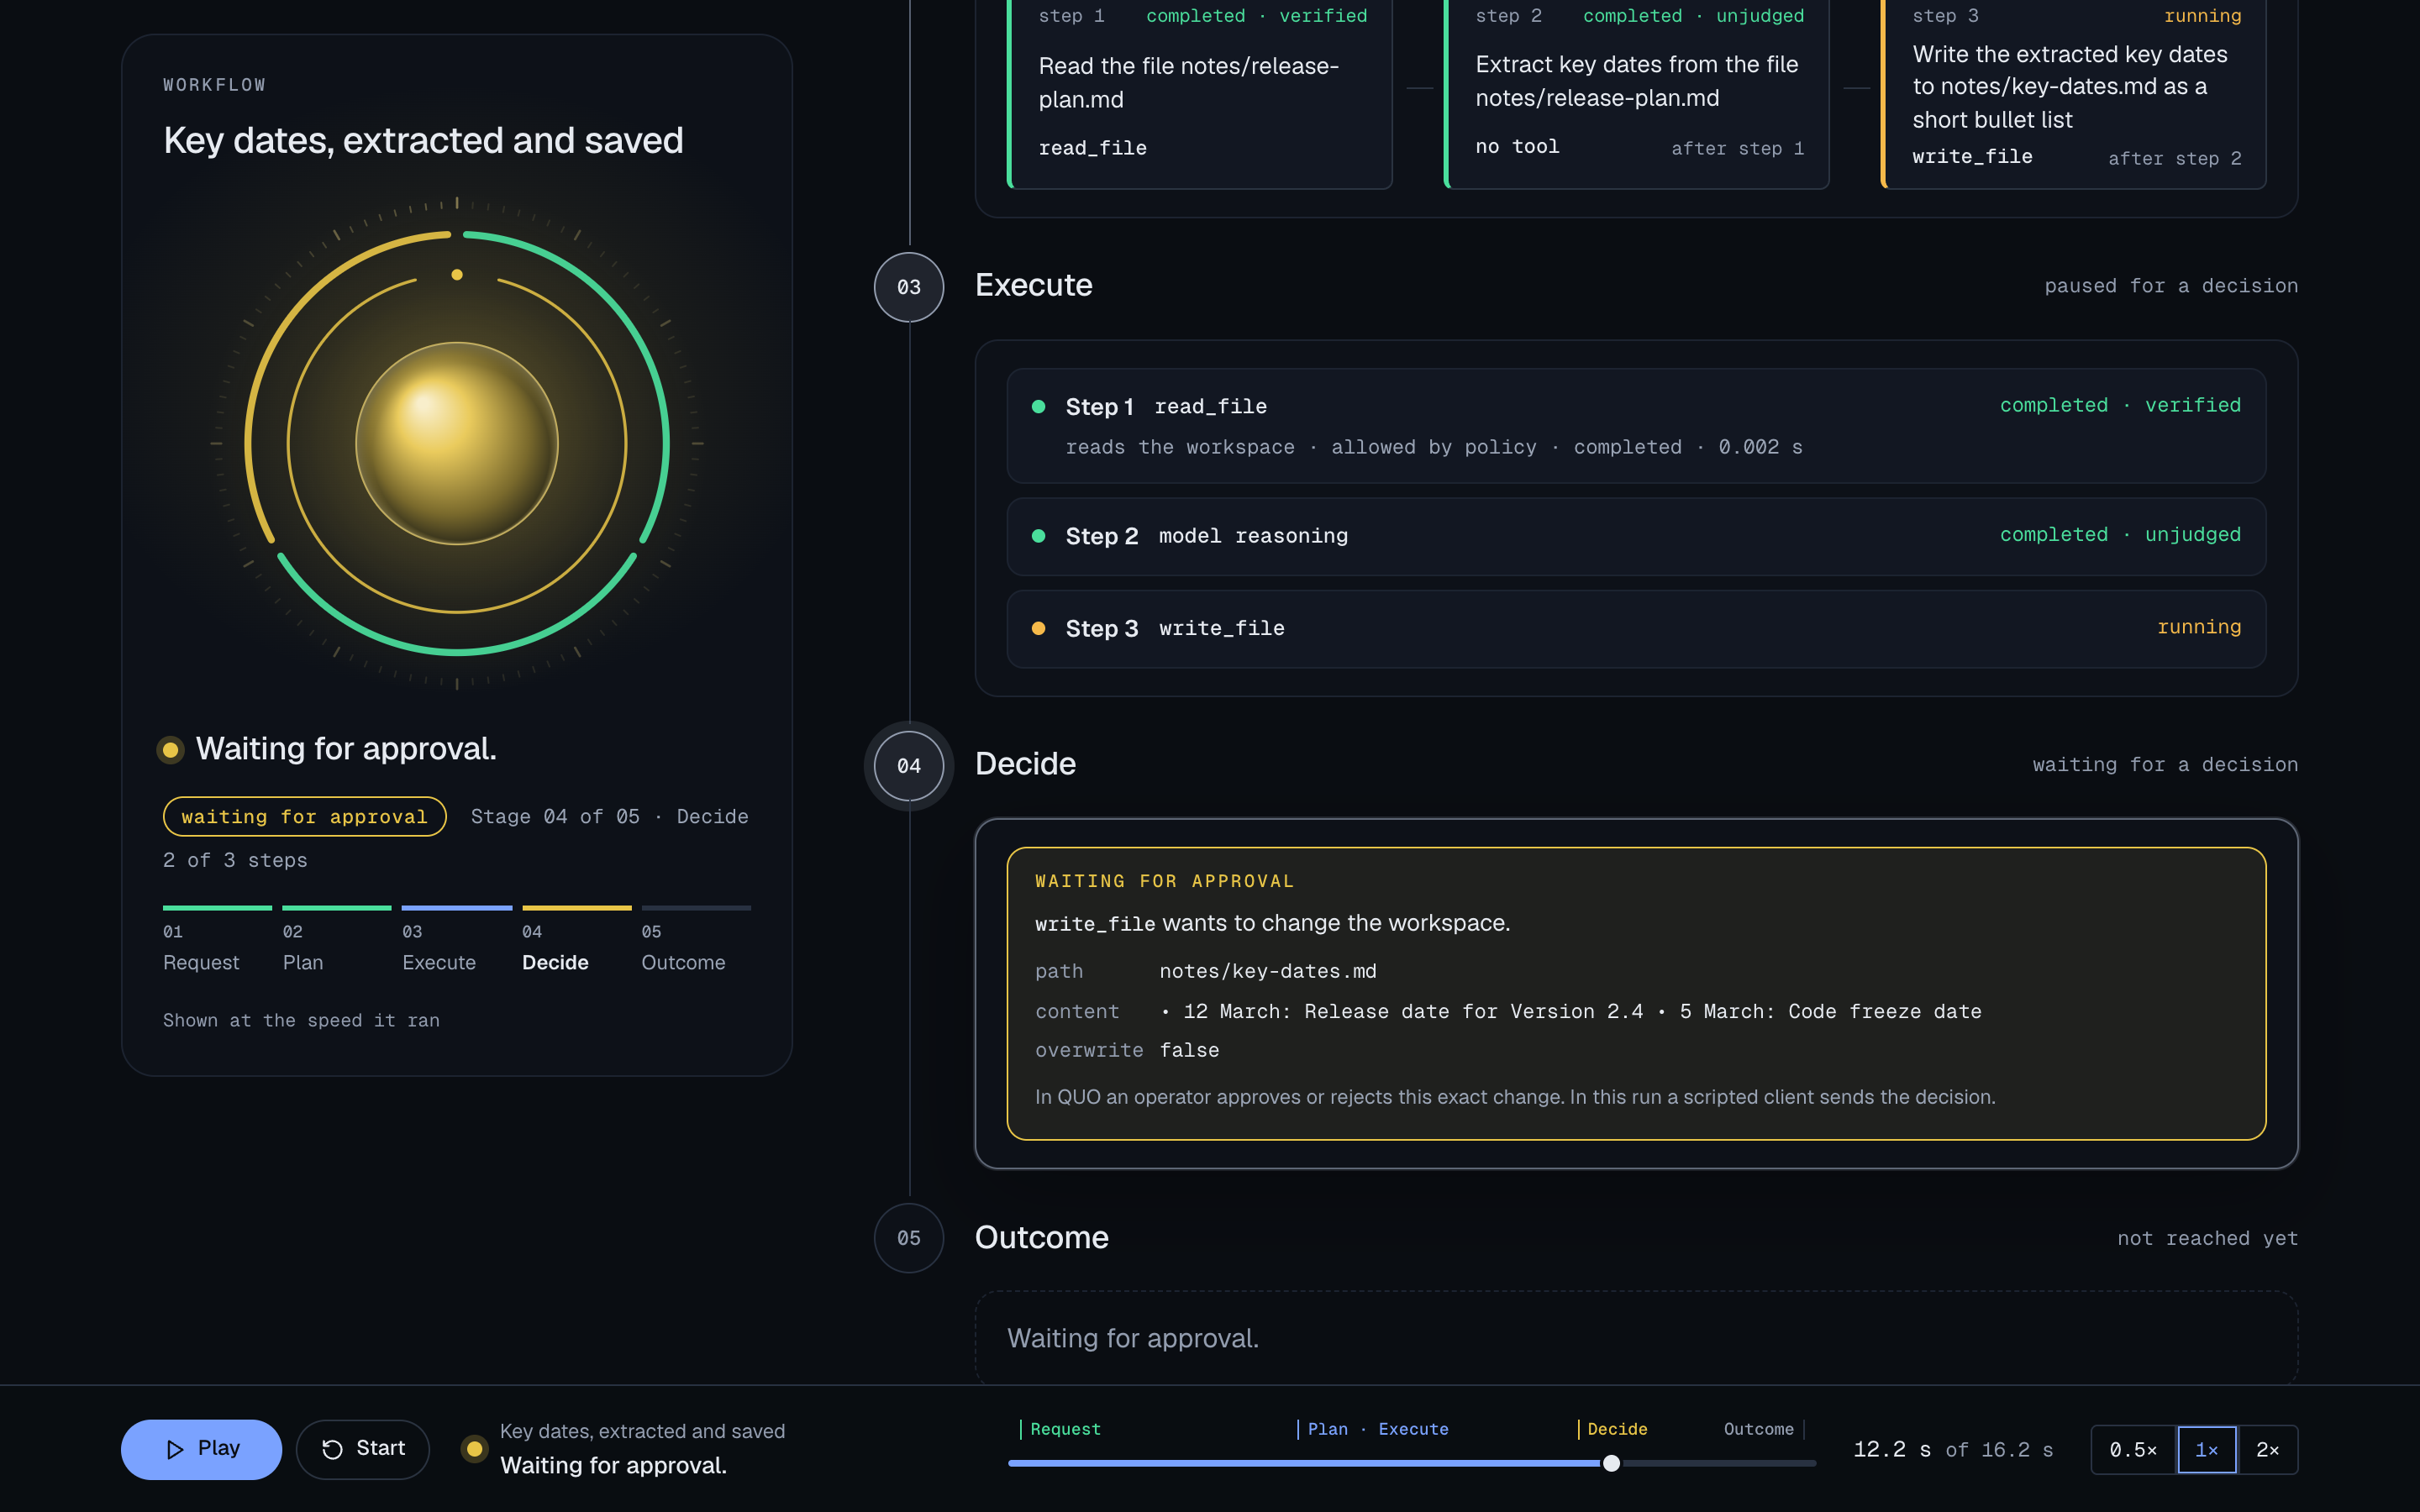 WORKFLOW
Key dates, extracted and saved
Waiting for approval.
waiting for approval
Stage 04 of 05 · Decide
2 of 3 steps
01
02
03
04
05
Request
Plan
Execute
Decide
Outcome
Shown at the speed it ran
step 1
completed · verified
Read the file notes/release-
plan.md
read_file
step 2
completed · unjudged
Extract key dates from the file
notes/release-plan.md
no tool
after step 1
step 3
running
Write the extracted key dates
to notes/key-dates.md as a
short bullet list
write_file
after step 2
03
Execute
paused for a decision
Step 1 read_file
completed · verified
reads the workspace · allowed by policy · completed · 0.002 s
Step 2 model reasoning
completed · unjudged
Step 3 write_file
running
04
Decide
waiting for a decision
WAITING FOR APPROVAL
write_file wants to change the workspace.
path notes/key-dates.md
content • 12 March: Release date for Version 2.4 • 5 March: Code freeze date
overwrite false
In QUO an operator approves or rejects this exact change. In this run a scripted client sends the decision.
05
Outcome
not reached yet
Waiting for approval.
Play
Start
Key dates, extracted and saved
Waiting for approval.
Request
Plan · Execute
Decide
Outcome
12.2 s of 16.2 s
0.5×
1×
2×